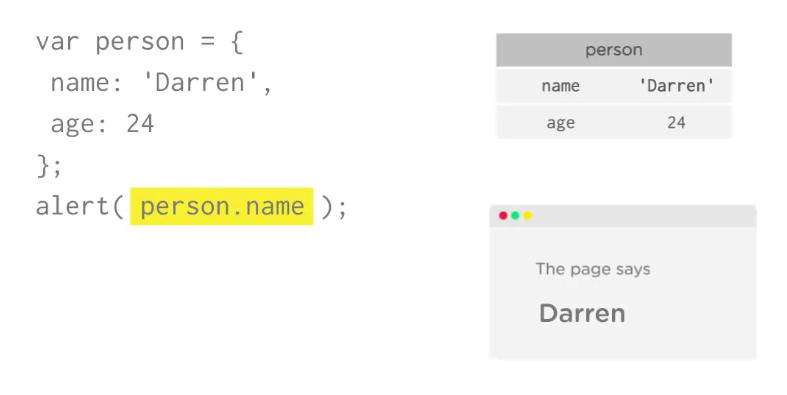 var person = {
name: 'Darren',
age: 24
};
alert( person.name );
person
name 'Darren'
age 24
The page says
Darren